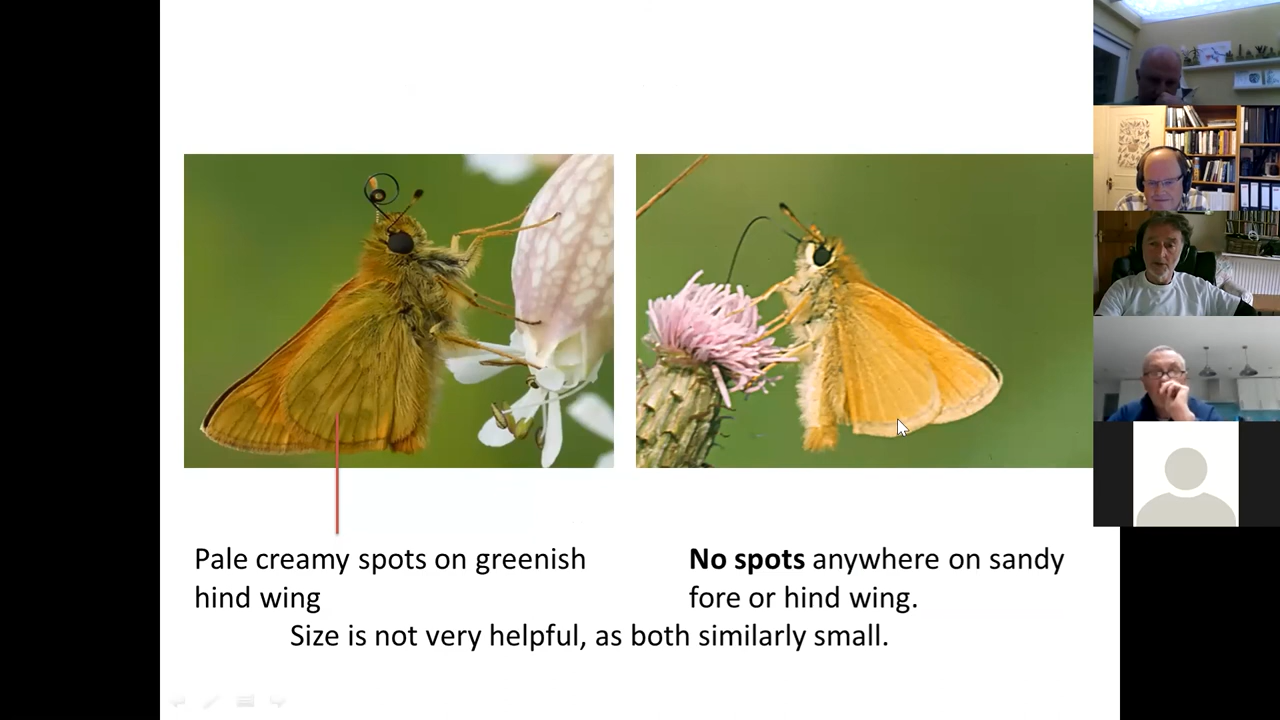 Pale creamy spots on greenish
hind wing
No spots anywhere on sandy
fore or hind wing.
Size is not very helpful, as both similarly small.